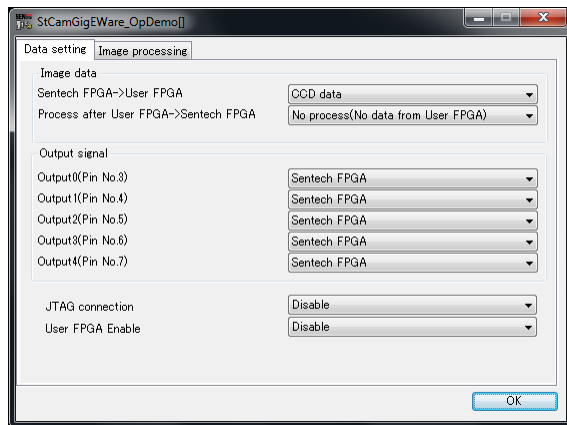 StCamGigEWare_OpDemo[]
Data setting Image processing
Image data
Sentech FPGA->User FPGA CCD data
Process after User FPGA->Sentech FPGA No process(No data from User FPGA)
Output signal
Output0(Pin No.3) Sentech FPGA
Output1(Pin No.4) Sentech FPGA
Output2(Pin No.5) Sentech FPGA
Output3(Pin No.6) Sentech FPGA
Output4(Pin No.7) Sentech FPGA
JTAG connection Disable
User FPGA Enable Disable
OK